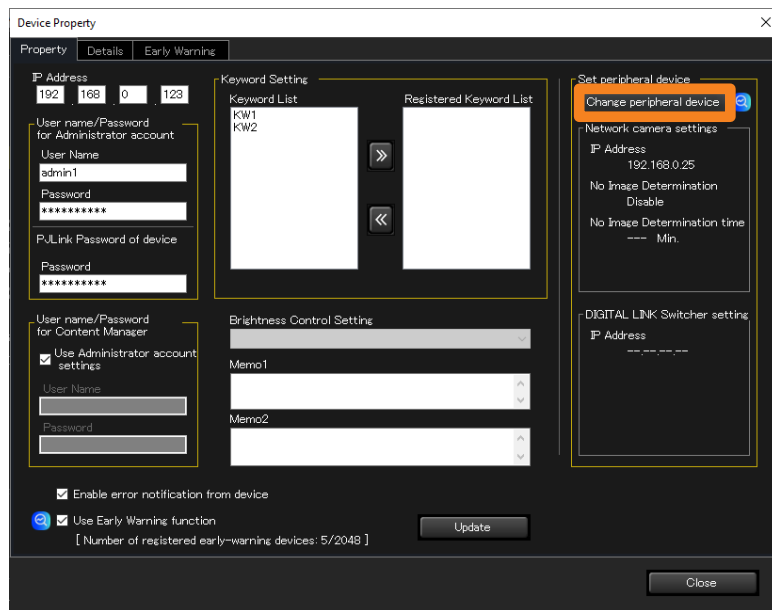 Device Property
Property Details Early Warning
IP Address
192 . 168 . 0 . 123
User name/Password
for Administrator account
User Name
admin1
Password
**********
PJLink Password of device
Password
**********
User name/Password
for Content Manager
Use Administrator account
settings
User Name
Password
Keyword Setting
Keyword List
KW1
KW2
Registered Keyword List
Brightness Control Setting
Memo1
Memo2
Set peripheral device
Change peripheral device
Network camera settings
IP Address
192.168.0.25
No Image Determination
Disable
No Image Determination time
--- Min.
DIGITAL LINK Switcher setting
IP Address
--.--.--.--
Enable error notification from device
Use Early Warning function
[ Number of registered early-warning devices: 5/2048 ]
Update
Close